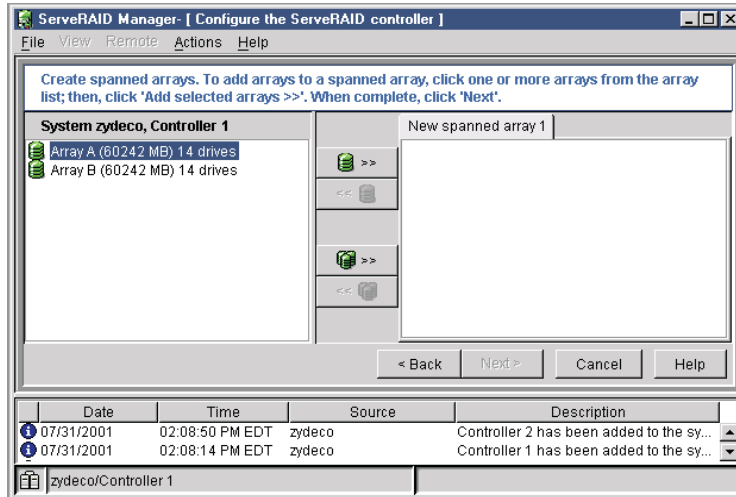 ServeRAID Manager- [ Configure the ServeRAID controller ]
File View Remote Actions Help
Create spanned arrays. To add arrays to a spanned array, click one or more arrays from the array
list; then, click 'Add selected arrays >>'. When complete, click 'Next'.
System zydeco, Controller 1
New spanned array 1
Array A (60242 MB) 14 drives
Array B (60242 MB) 14 drives
>>
<<
>>
<<
< Back Next > Cancel Help
Date Time Source Description
07/31/2001 02:08:50 PM EDT zydeco Controller 2 has been added to the sy...
07/31/2001 02:08:14 PM EDT zydeco Controller 1 has been added to the sy...
zydeco/Controller 1